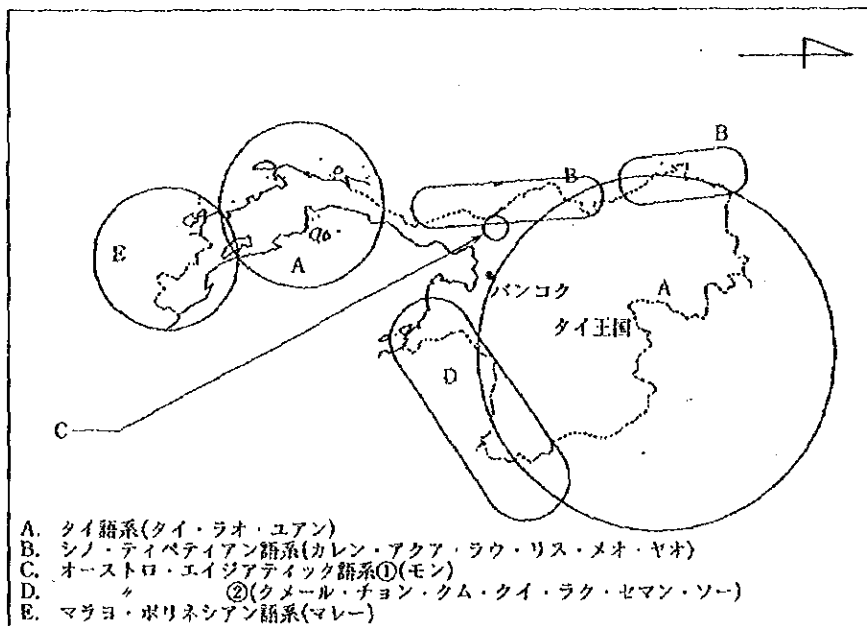 B
B
E
A
バンコク
A
タイ王国
D
C
A. タイ語系(タイ・ラオ・ユアン)
B. シノ・ティベティアン語系(カレン・アクア・ラウ・リス・メオ・ヤオ)
C. オーストロ・エイジアティック語系①(モン)
D. 〃 ②(クメール・チョン・クム・クイ・ラク・セマン・ソー)
E. マラヨ・ポリネシアン語系(マレー)